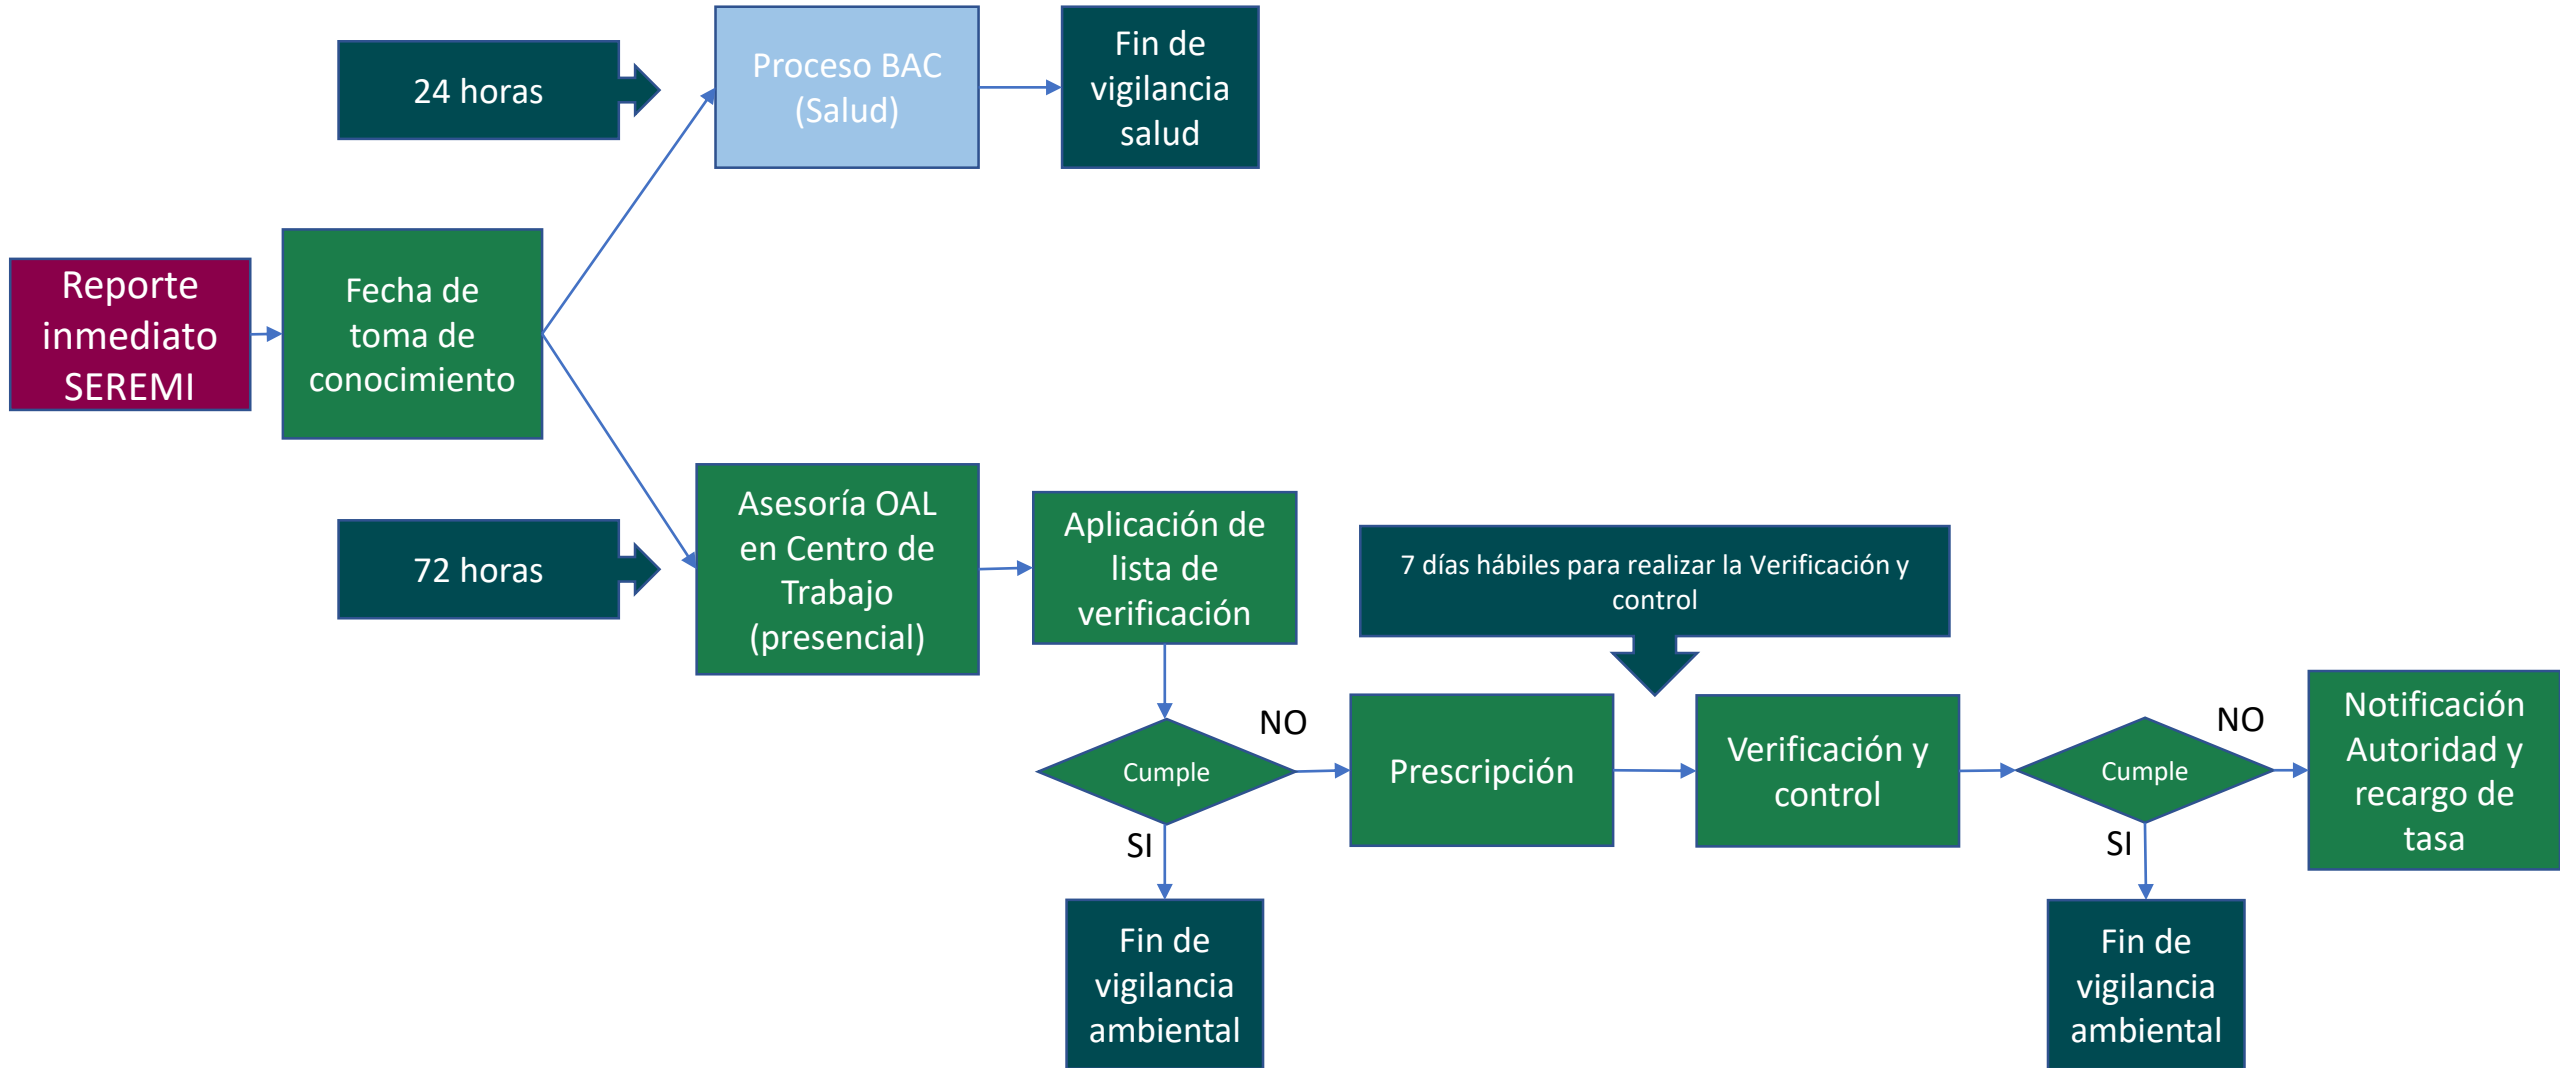 24 horas
Proceso BAC
(Salud)
Fin de
vigilancia
salud
Reporte
inmediato
SEREMI
Fecha de
toma de
conocimiento
72 horas
Asesoría OAL
en Centro de
Trabajo
(presencial)
Aplicación de
lista de
verificación
7 días hábiles para realizar la Verificación y
control
Cumple
NO
SI
Prescripción
Verificación y
control
Cumple
NO
SI
Notificación
Autoridad y
recargo de
tasa
Fin de
vigilancia
ambiental
Fin de
vigilancia
ambiental